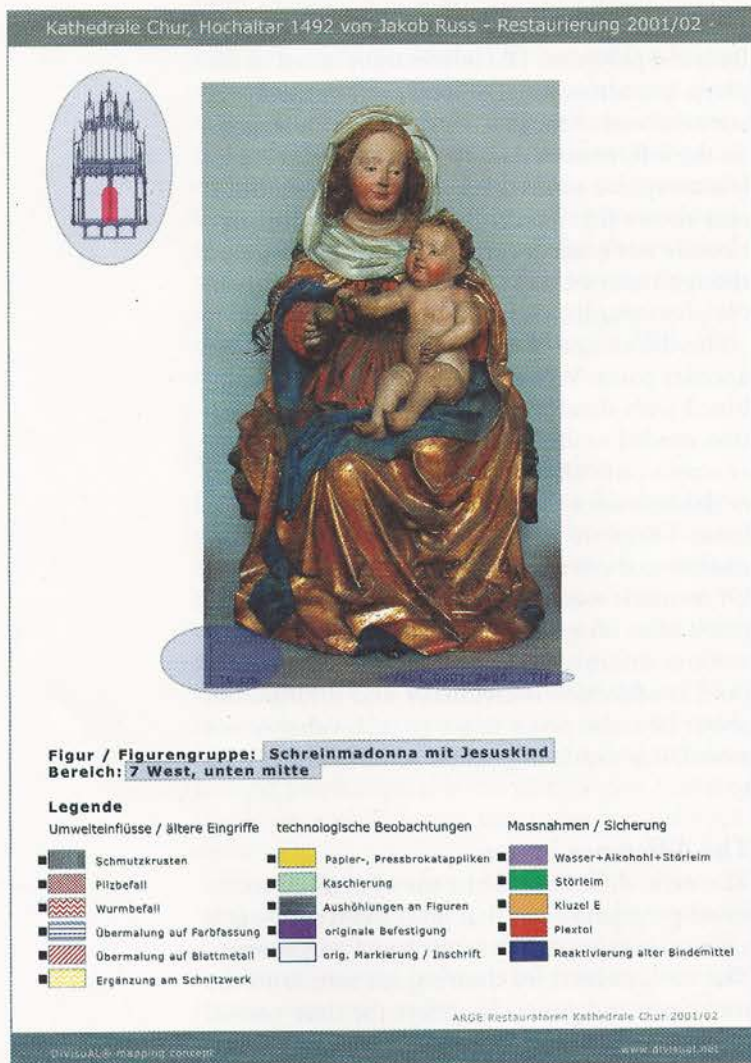 Kathedrale Chur, Hochaltar 1492 von Jakob Russ - Restaurierung 2001/02 -
10 cm
Figur / Figurengruppe: Schreinmadonna mit Jesuskind
Bereich: 7 West, unten mitte
Legende
Umwelteinflüsse / ältere Eingriffe
Schmutzkrusten
Pilzbefall
Wurmbefall
Übermalung auf Farbfassung
Übermalung auf Blattmetall
Ergänzung am Schnitzwerk
technologische Beobachtungen
Papier-, Pressbrokatappliken
Kaschierung
Aushöhlungen an Figuren
originale Befestigung
orig. Markierung / Inschrift
Massnahmen / Sicherung
Wasser+Alkohohl+Störleim
Störleim
Kluzel E
Plextol
Reaktivierung alter Bindemittel
ARGE Restauratoren Kathedrale Chur 2001/02
DiVisuAL® mapping concept
www.divisual.net